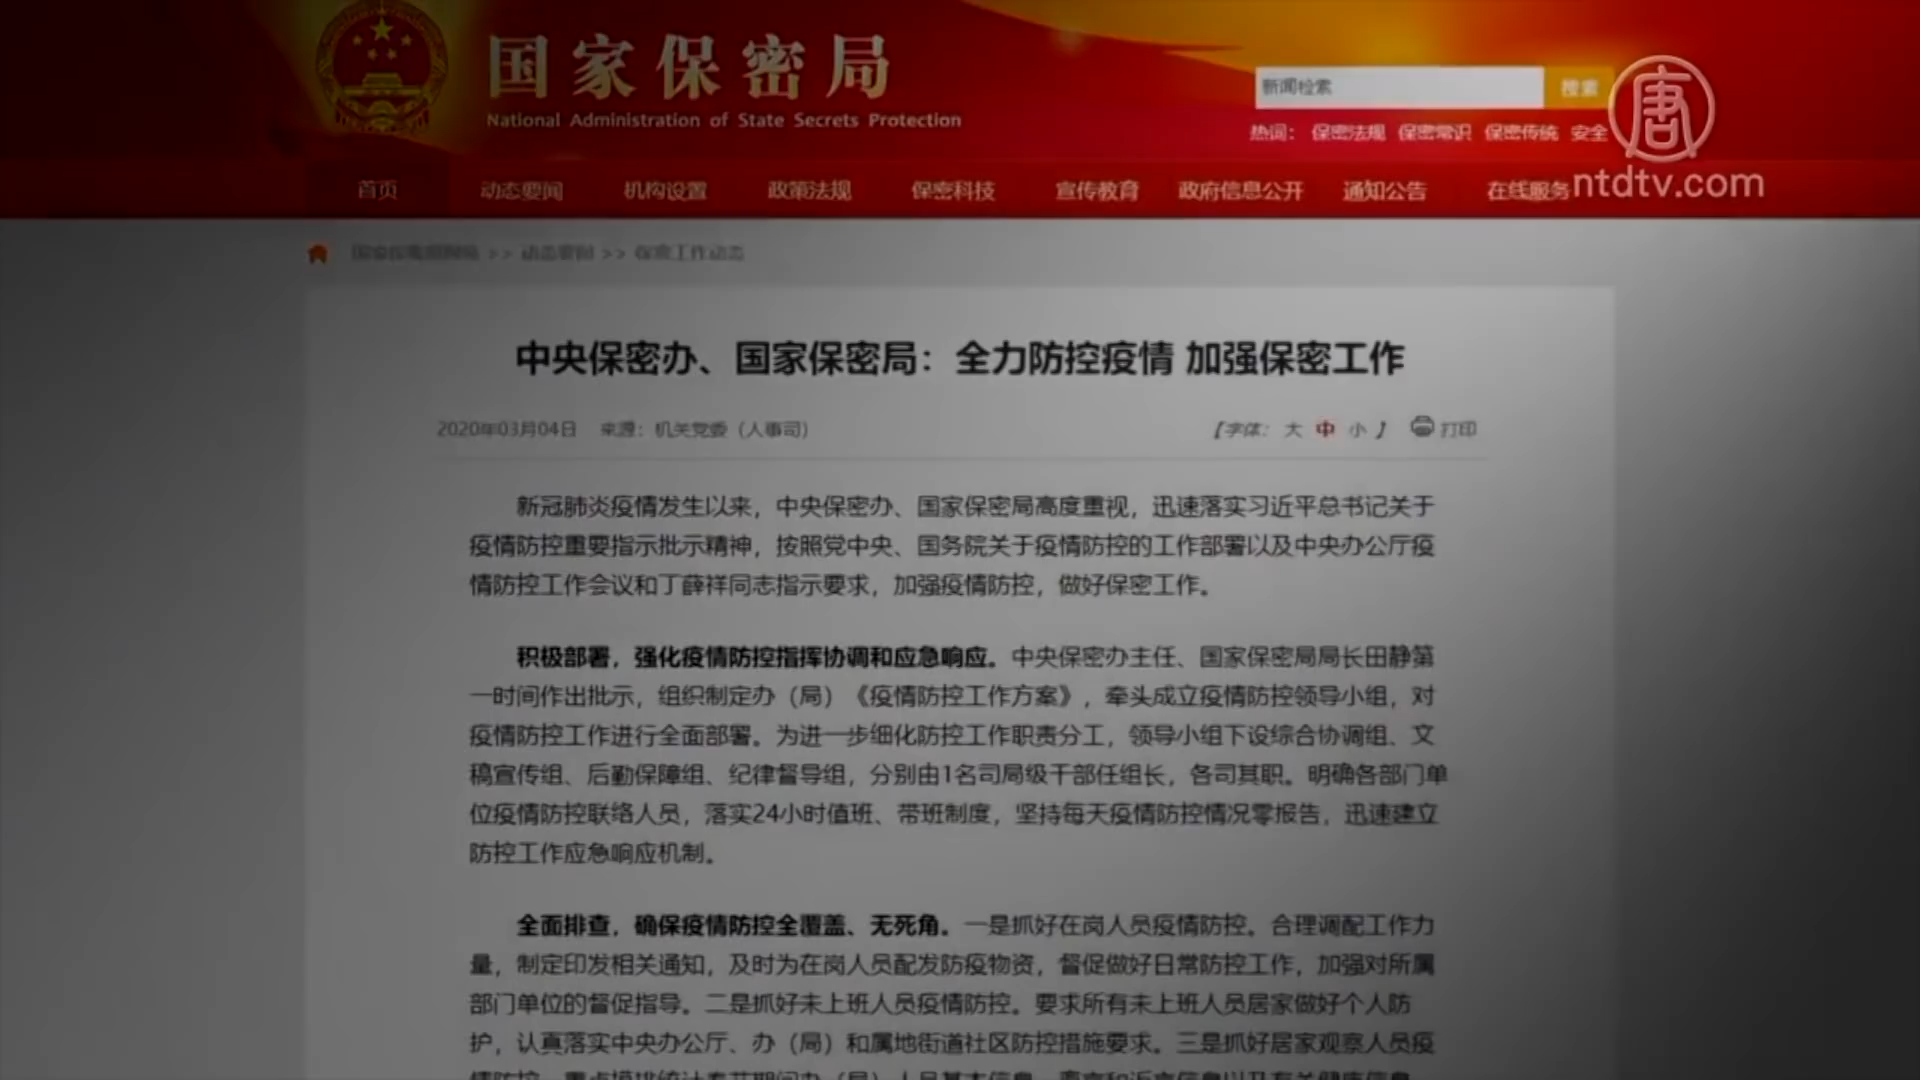 国家保密局
National Administration of State Secrets Protection
新闻检索
搜索
热词： 保密法规 保密常识 保密传统 安全
唐
ntdtv.com
首页 动态要闻 机构设置 政策法规 保密科技 宣传教育 政府信息公开 通知公告 在线服务
>> 动态要闻 >> 保密工作动态
中央保密办、国家保密局：全力防控疫情 加强保密工作
2020年03月04日 来源：机关党委（人事司）
【字体： 大 中 小 】 打印
新冠肺炎疫情发生以来，中央保密办、国家保密局高度重视，迅速落实习近平总书记关于
疫情防控重要指示批示精神，按照党中央、国务院关于疫情防控的工作部署以及中央办公厅疫
情防控工作会议和丁薛祥同志指示要求，加强疫情防控，做好保密工作。
积极部署，强化疫情防控指挥协调和应急响应。中央保密办主任、国家保密局局长田静第
一时间作出批示，组织制定办（局）《疫情防控工作方案》，牵头成立疫情防控领导小组，对
疫情防控工作进行全面部署。为进一步细化防控工作职责分工，领导小组下设综合协调组、文
稿宣传组、后勤保障组、纪律督导组，分别由1名司局级干部任组长，各司其职。明确各部门单
位疫情防控联络人员，落实24小时值班、带班制度，坚持每天疫情防控情况零报告，迅速建立
防控工作应急响应机制。
全面排查，确保疫情防控全覆盖、无死角。一是抓好在岗人员疫情防控。合理调配工作力
量，制定印发相关通知，及时为在岗人员配发防疫物资，督促做好日常防控工作，加强对所属
部门单位的督促指导。二是抓好未上班人员疫情防控。要求所有未上班人员居家做好个人防
护，认真落实中央办公厅、办（局）和属地街道社区防控措施要求。三是抓好居家观察人员疫